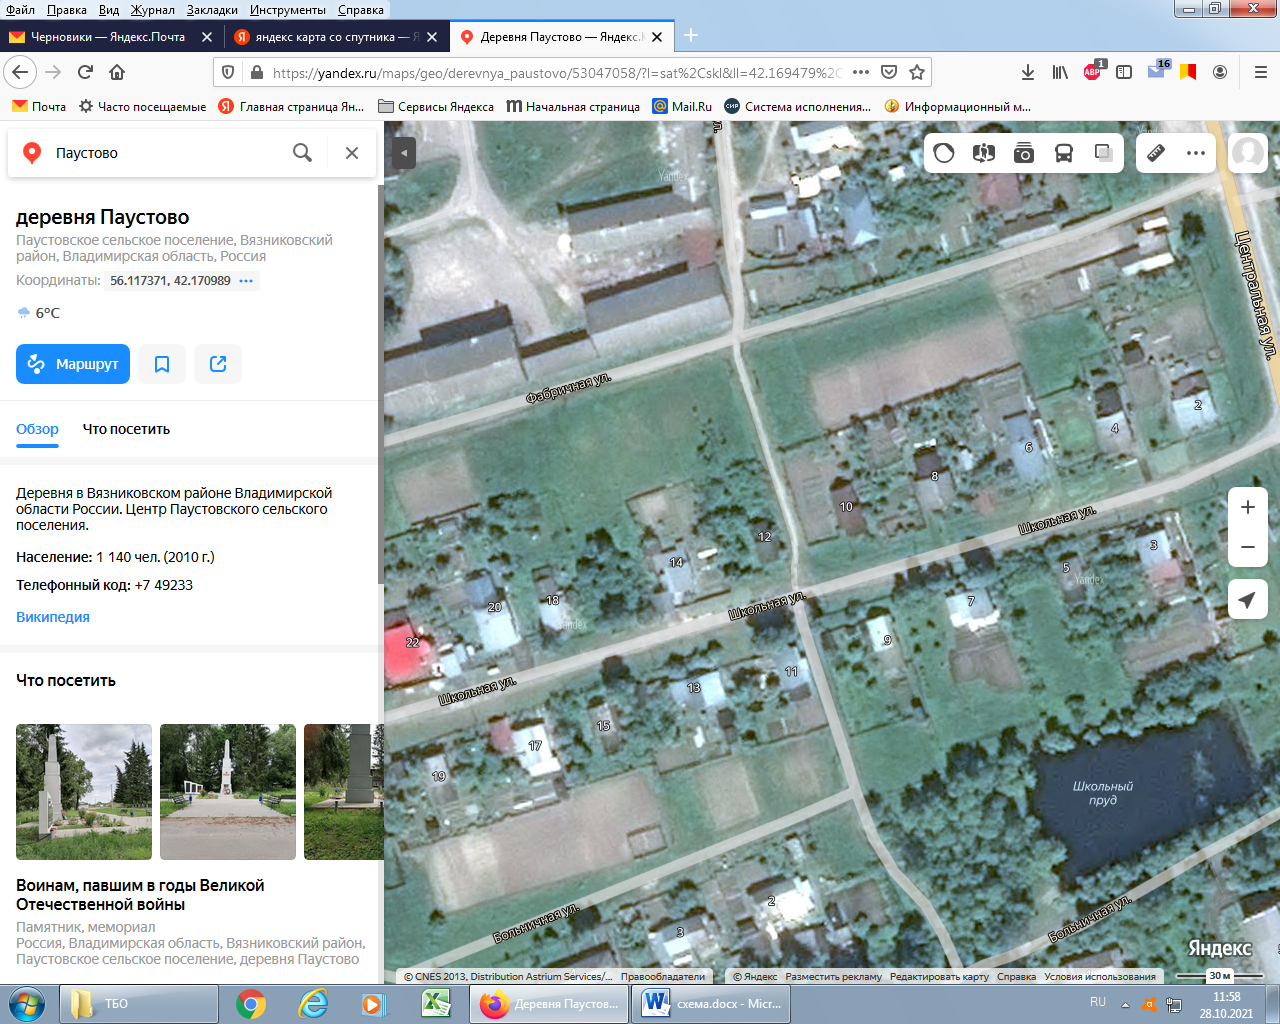 Файл Правка Вид Журнал Закладки Инструменты Справка
Черновики — Яндекс.Почта
яндекс карта со спутника — Я
Деревня Паустово — Яндекс.К
https://yandex.ru/maps/geo/derevnya_paustovo/53047058/?l=sat%2Cskl&ll=42.169479%2C
1
16
ABP
Почта
Часто посещаемые
Главная страница Ян...
Сервисы Яндекса
Начальная страница
Mail.Ru
Система исполнения...
Информационный м...
Паустово
деревня Паустово
Паустовское сельское поселение, Вязниковский
район, Владимирская область, Россия
Координаты: 56.117371, 42.170989
6°C
Маршрут
Обзор
Что посетить
Деревня в Вязниковском районе Владимирской
области России. Центр Паустовского сельского
поселения.
Население: 1 140 чел. (2010 г.)
Телефонный код: +7 49233
Википедия
Что посетить
Воинам, павшим в годы Великой
Отечественной войны
Памятник, мемориал
Россия, Владимирская область, Вязниковский район,
Паустовское сельское поселение, деревня Паустово
ул.
Yandex
Yandex
Центральная ул.
Фабричная ул.
2
4
6
8
10
Школьная ул.
12
14
3
5
Yandex
18
20
7
Школьная ул.
Yandex
22
9
11
13
Школьная ул.
15
17
19
Школьный
пруд
2
Больничная ул.
3
Больничная ул.
Яндекс
© CNES 2013, Distribution Astrium Services/...
Правообладатели
© Яндекс
Разместить рекламу
Редактировать карту
Справка
Условия использования
30 м
ТБО
Деревня Паустов...
схема.docx - Micr...
RU
11:58
28.10.2021